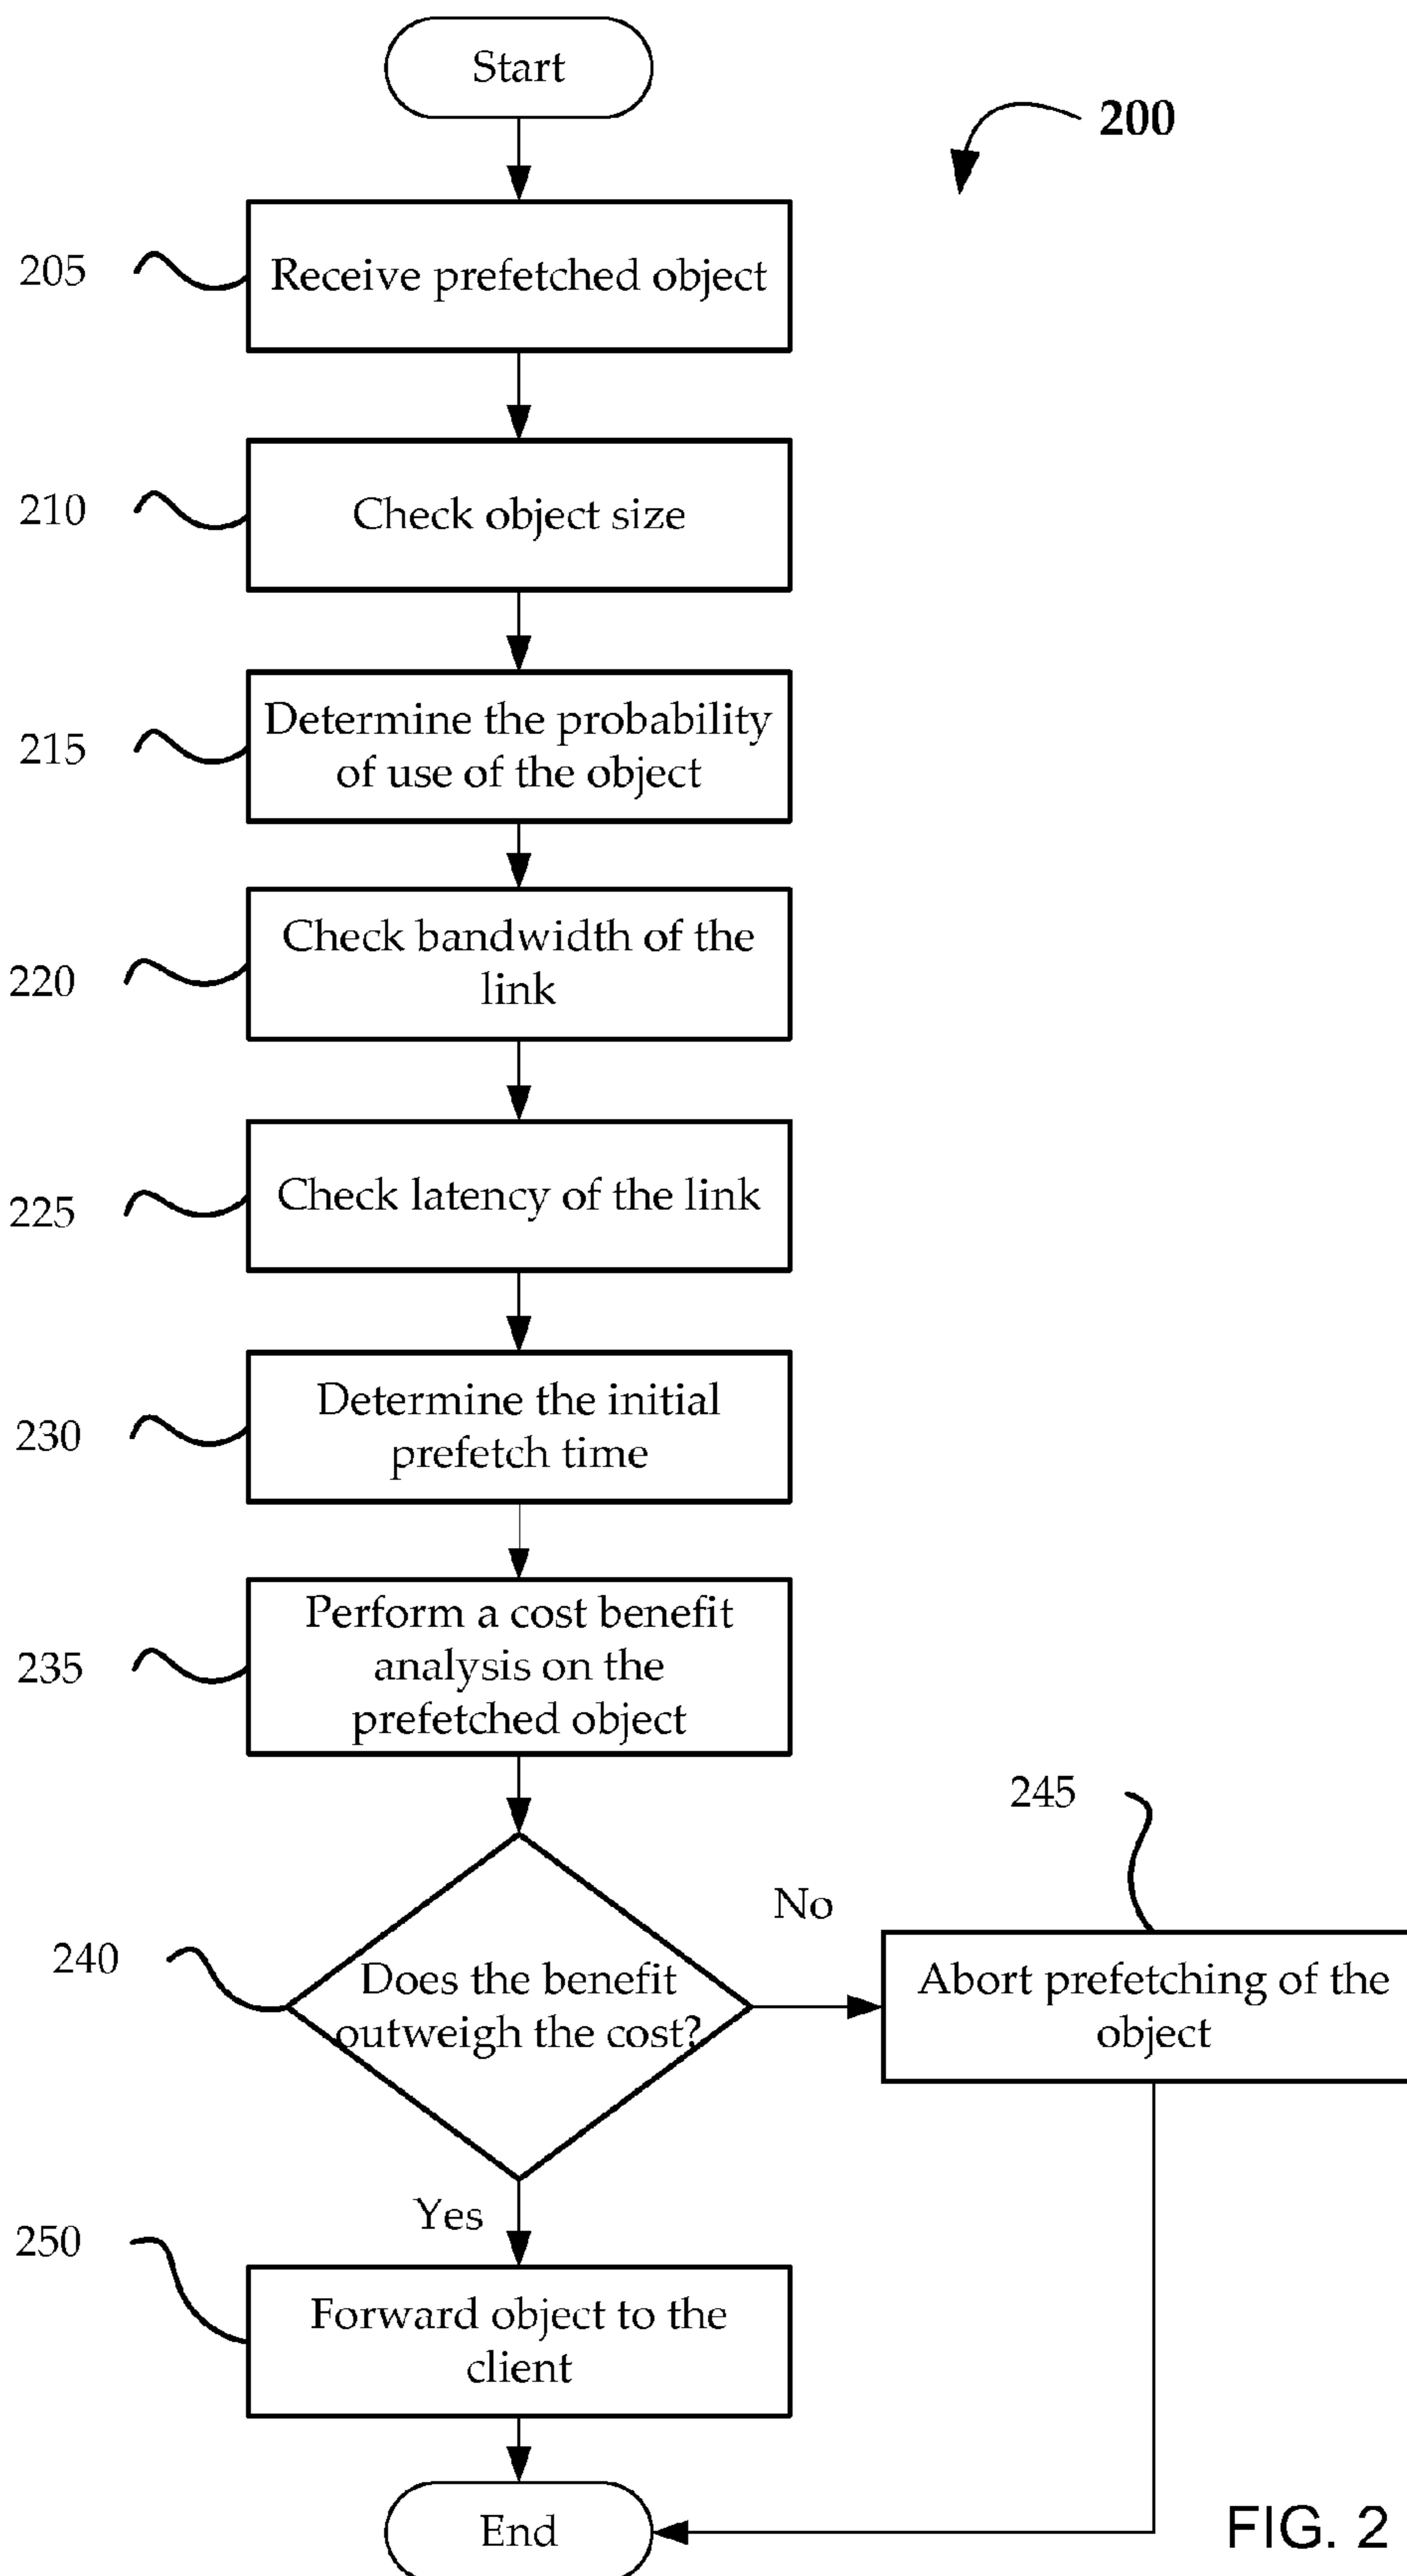 Start
200
205
Receive prefetched object
210
Check object size
215
Determine the probability
of use of the object
220
Check bandwidth of the
link
225
Check latency of the link
230
Determine the initial
prefetch time
235
Perform a cost benefit
analysis on the
prefetched object
245
240
Does the benefit
outweigh the cost?
No
Abort prefetching of the
object
Yes
250
Forward object to the
client
End
FIG. 2